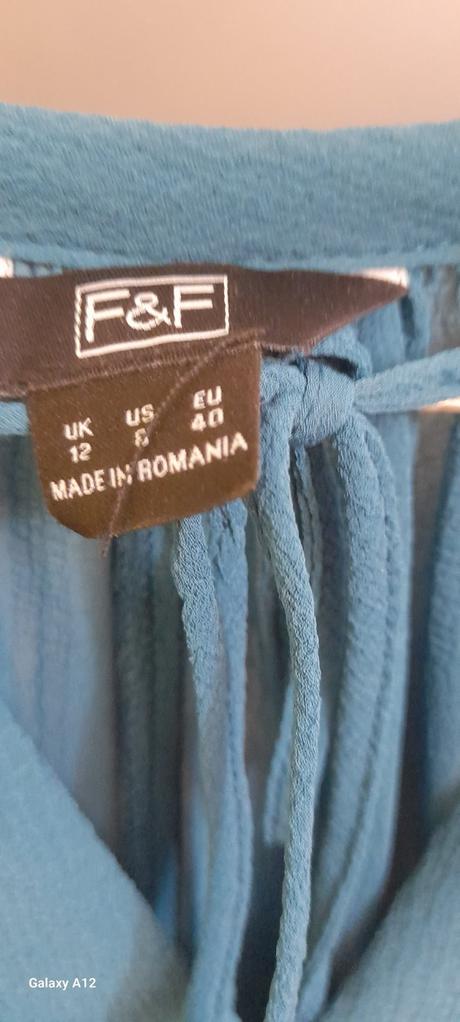 F&F
UK US EU
12 8 40
MADE IN ROMANIA
Galaxy A12